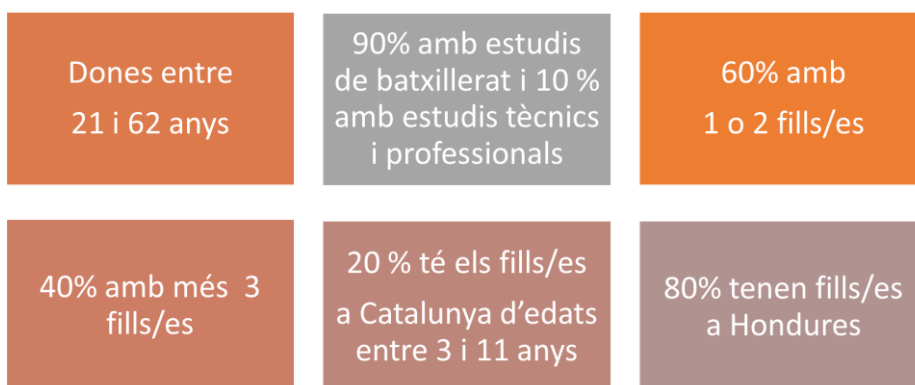 Dones entre
21 i 62 anys
90% amb estudis
de batxillerat i 10 %
amb estudis tècnics
i professionals
60% amb
1 o 2 fills/es
40% amb més  3
fills/es
20 % té els fills/es
a Catalunya d’edats
entre 3 i 11 anys
80% tenen fills/es
a Hondures